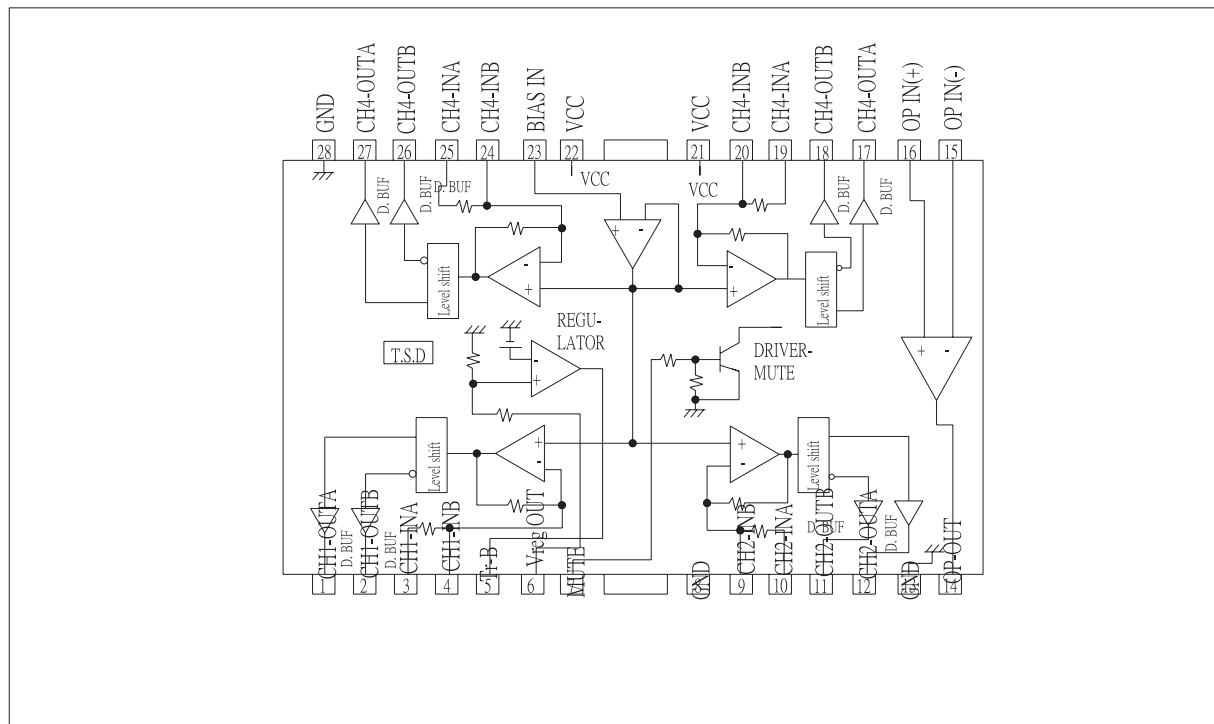 GND
CH4-OUTA
CH4-OUTB
CH4-INA
CH4-INB
BIAS IN
VCC
VCC
CH4-INB
CH4-INA
CH4-OUTB
CH4-OUTA
OP IN(+)
OP IN(-)
28
27
26
25
24
23
22
21
20
19
18
17
16
15
D. BUF
D. BUF
D. BUF
VCC
VCC
D. BUF
D. BUF
+
-
-
+
-
+
Level shift
Level shift
+
-
T.S.D
REGU-
LATOR
-
+
DRIVER-
MUTE
Level shift
+
-
+
-
Level shift
CH1-OUTA
D. BUF
CH1-OUTB
D. BUF
CH1-INA
CH1-INB
Tr-B
Vreg OUT
MUTE
GND
CH2-INB
CH2-INA
D. BUF
CH2-OUTB
CH2-OUTA
D. BUF
GND
OP-OUT
1
2
3
4
5
6
8
9
10
11
12
13
14